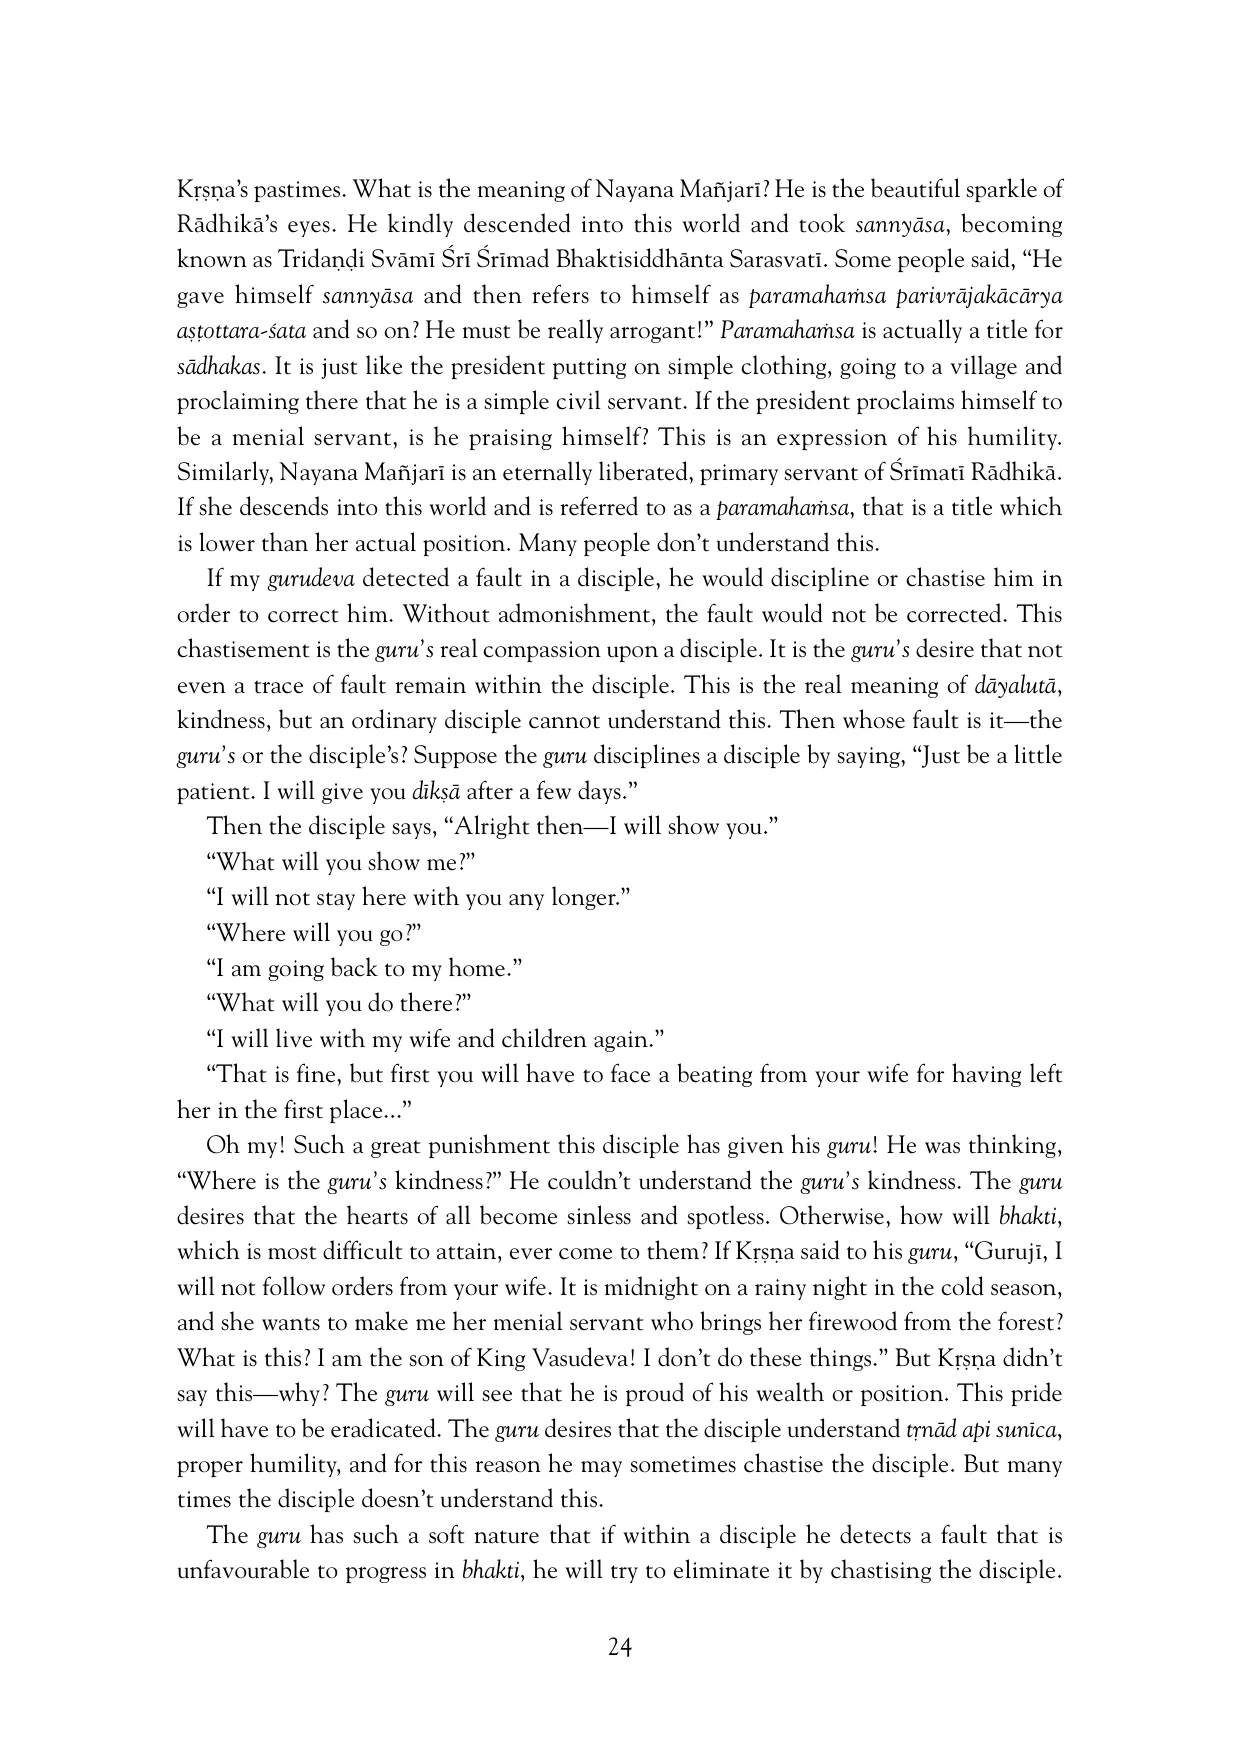 Kṛṣṇa’s pastimes. What is the meaning of Nayana Mañjarī? He is the beautiful sparkle of
Rādhikā’s eyes. He kindly descended into this world and took sannyāsa, becoming
known as Tridaṇḍi Svāmī Śrī Śrīmad Bhaktisiddhānta Sarasvatī. Some people said, “He
gave himself sannyāsa and then refers to himself as paramahaṁsa parivrājakācārya
aṣṭottara-śata and so on? He must be really arrogant!” Paramahaṁsa is actually a title for
sādhakas. It is just like the president putting on simple clothing, going to a village and
proclaiming there that he is a simple civil servant. If the president proclaims himself to
be a menial servant, is he praising himself? This is an expression of his humility.
Similarly, Nayana Mañjarī is an eternally liberated, primary servant of Śrīmatī Rādhikā.
If she descends into this world and is referred to as a paramahaṁsa, that is a title which
is lower than her actual position. Many people don’t understand this.
If my gurudeva detected a fault in a disciple, he would discipline or chastise him in
order to correct him. Without admonishment, the fault would not be corrected. This
chastisement is the guru’s real compassion upon a disciple. It is the guru’s desire that not
even a trace of fault remain within the disciple. This is the real meaning of dāyalutā,
kindness, but an ordinary disciple cannot understand this. Then whose fault is it—the
guru’s or the disciple’s? Suppose the guru disciplines a disciple by saying, “Just be a little
patient. I will give you dīkṣā after a few days.”
Then the disciple says, “Alright then—I will show you.”
“What will you show me?”
“I will not stay here with you any longer.”
“Where will you go?”
“I am going back to my home.”
“What will you do there?”
“I will live with my wife and children again.”
“That is fine, but first you will have to face a beating from your wife for having left
her in the first place...”
Oh my! Such a great punishment this disciple has given his guru! He was thinking,
“Where is the guru’s kindness?” He couldn’t understand the guru’s kindness. The guru
desires that the hearts of all become sinless and spotless. Otherwise, how will bhakti,
which is most difficult to attain, ever come to them? If Kṛṣṇa said to his guru, “Gurujī, I
will not follow orders from your wife. It is midnight on a rainy night in the cold season,
and she wants to make me her menial servant who brings her firewood from the forest?
What is this? I am the son of King Vasudeva! I don’t do these things.” But Kṛṣṇa didn’t
say this—why? The guru will see that he is proud of his wealth or position. This pride
will have to be eradicated. The guru desires that the disciple understand tṛnād api sunīca,
proper humility, and for this reason he may sometimes chastise the disciple. But many
times the disciple doesn’t understand this.
The guru has such a soft nature that if within a disciple he detects a fault that is
unfavourable to progress in bhakti, he will try to eliminate it by chastising the disciple.
24